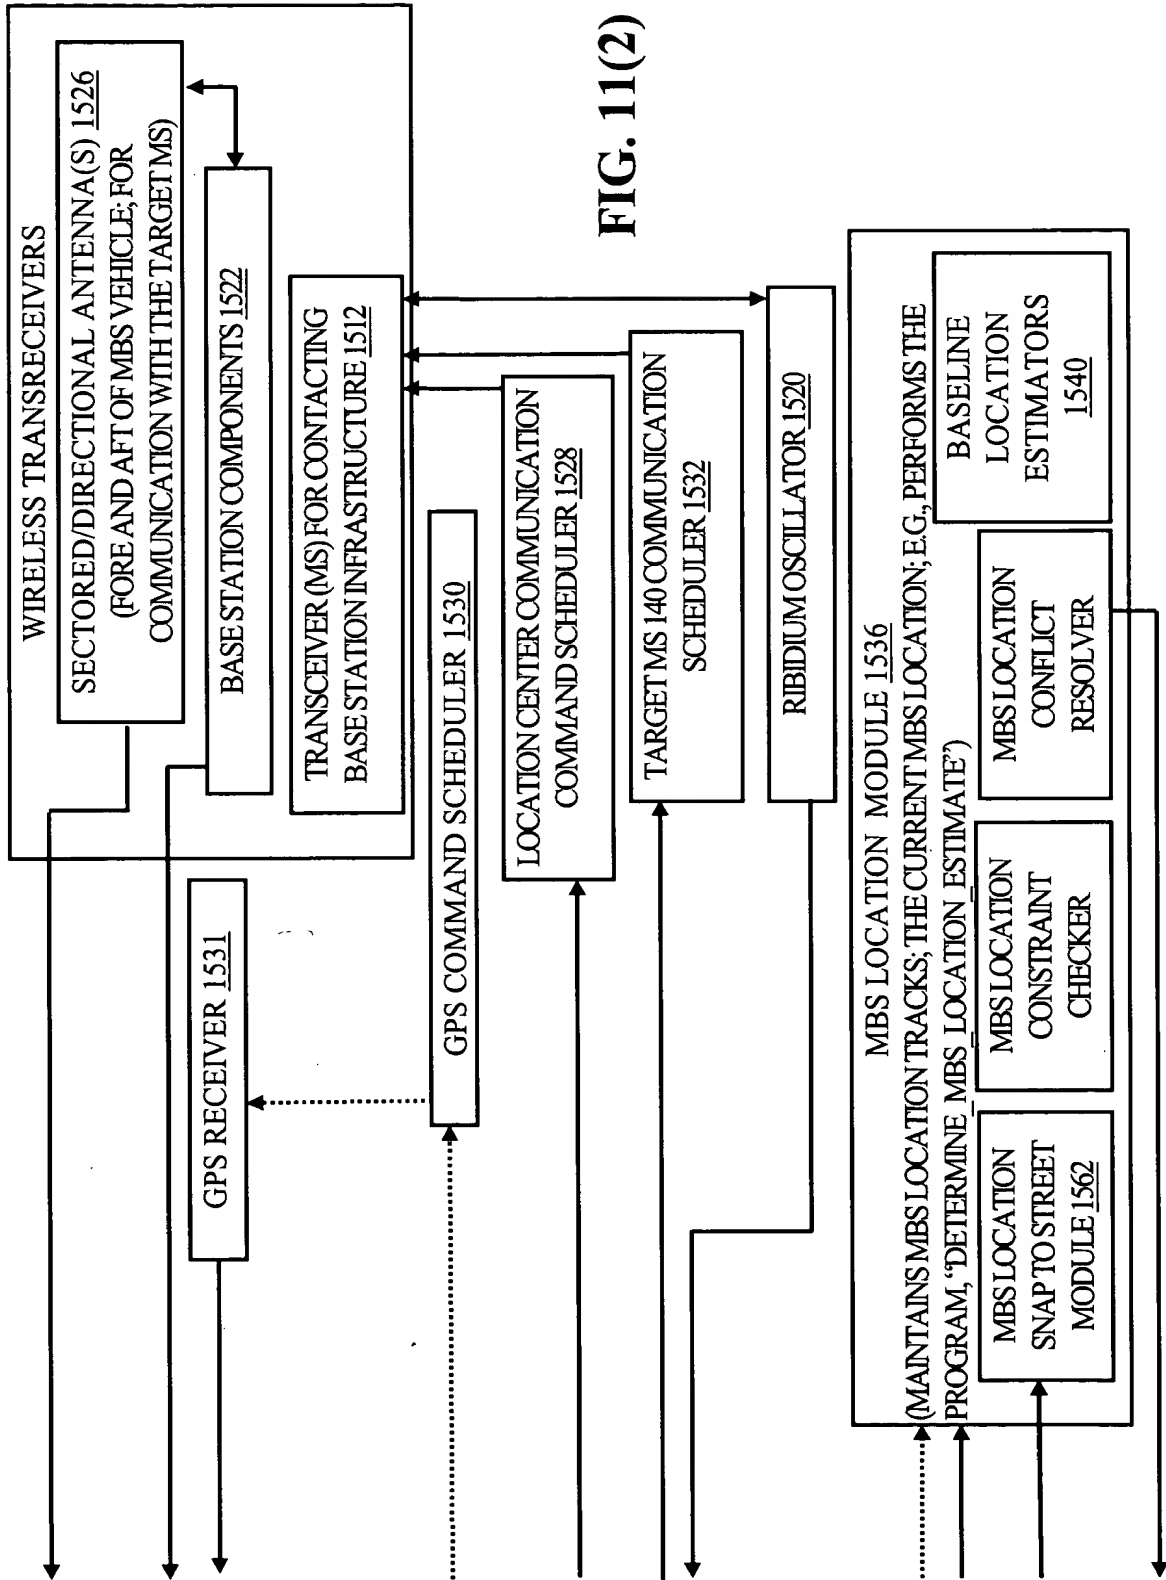 WIRELESS TRANSRECEIVERS
SECTORED/DIRECTIONAL ANTENNA(S) 1526
(FORE AND AFT OF MBS VEHICLE; FOR
COMMUNICATION WITH THE TARGET MS)
BASE STATION COMPONENTS 1522
TRANSCEIVER (MS) FOR CONTACTING
BASE STATION INFRASTRUCTURE 1512
GPS RECEIVER 1531
GPS COMMAND SCHEDULER 1530
LOCATION CENTER COMMUNICATION
COMMAND SCHEDULER 1528
TARGET MS 140 COMMUNICATION
SCHEDULER 1532
RIBIDIUM OSCILLATOR 1520
FIG. 11(2)
MBS LOCATION MODULE 1536
(MAINTAINS MBS LOCATION TRACKS; THE CURRENT MBS LOCATION; E.G., PERFORMS THE
PROGRAM, “DETERMINE_MBS_LOCATION_ESTIMATE”)
MBS LOCATION
SNAP TO STREET
MODULE 1562
MBS LOCATION
CONSTRAINT
CHECKER
MBS LOCATION
CONFLICT
RESOLVER
BASELINE
LOCATION
ESTIMATORS
1540